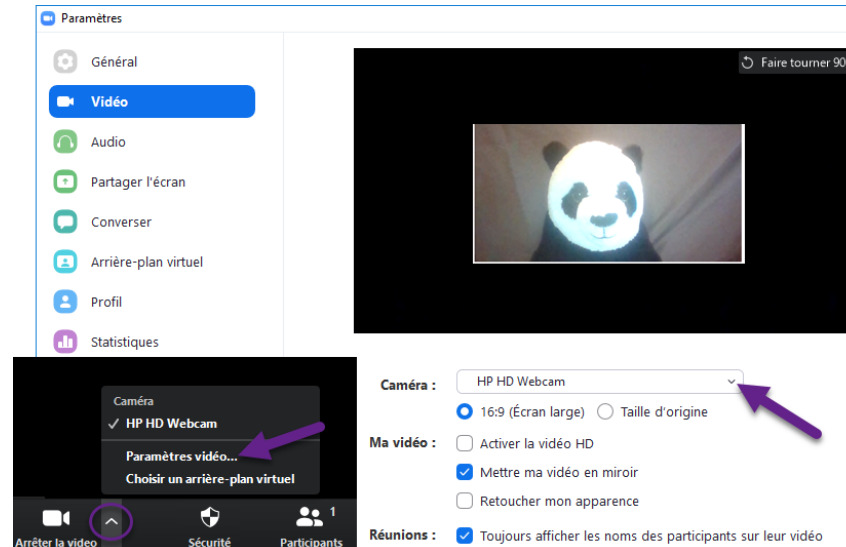 Paramètres
Général
Vidéo
Audio
Partager l'écran
Converser
Arrière-plan virtuel
Profil
Statistiques
Faire tourner 90
Caméra :
HP HD Webcam
16:9 (Écran large)
Taille d'origine
Ma vidéo :
Activer la vidéo HD
Mettre ma vidéo en miroir
Retoucher mon apparence
Réunions :
Toujours afficher les noms des participants sur leur vidéo
Caméra
HP HD Webcam
Paramètres vidéo...
Choisir un arrière-plan virtuel
Arrêter la video
Sécurité
1
Participants